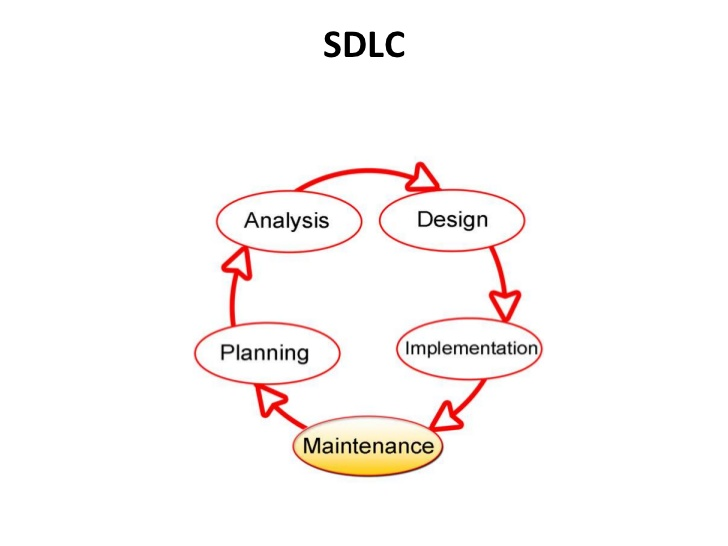 SDLC
Analysis
Design
Planning
Implementation
Maintenance